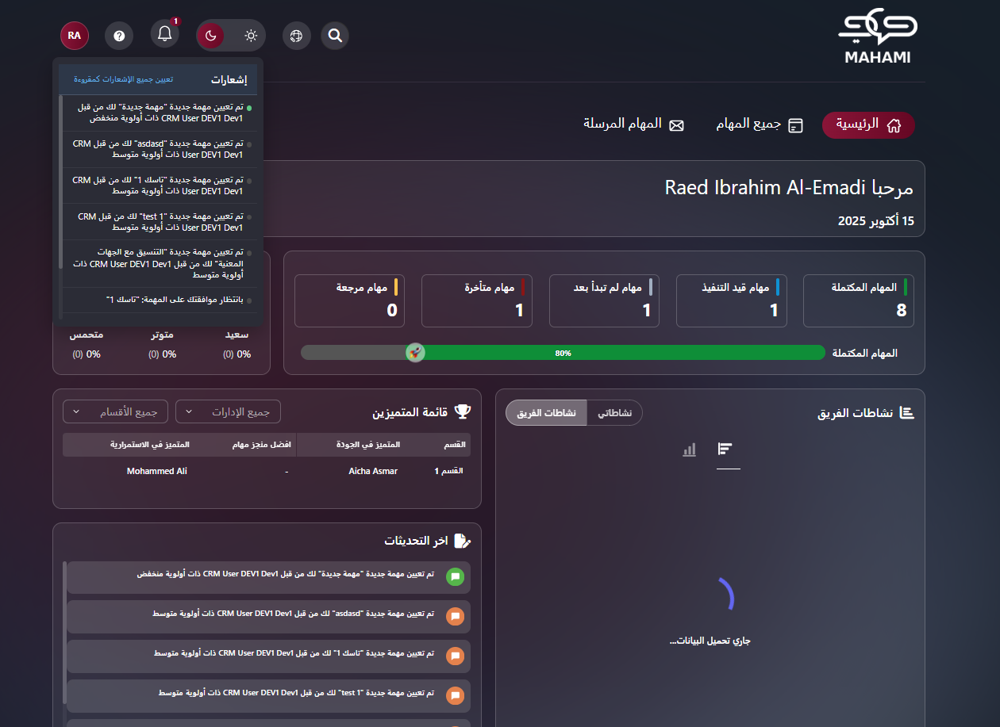 مهمتي
MAHAMI
1
RA
الرئيسية
جميع المهام
المهام المرسلة
إشعارات
تعيين جميع الإشعارات كمقروءة
تم تعيين مهمة جديدة "مهمة جديدة" لك من قبل
CRM User DEV1 Dev1 ذات أولوية منخفض
تم تعيين مهمة جديدة "asdasd" لك من قبل CRM
User DEV1 Dev1 ذات أولوية متوسط
تم تعيين مهمة جديدة "تاسك 1" لك من قبل CRM
User DEV1 Dev1 ذات أولوية متوسط
تم تعيين مهمة جديدة "test 1" لك من قبل CRM
User DEV1 Dev1 ذات أولوية متوسط
تم تعيين مهمة جديدة "التنسيق مع الجهات
المعنية" لك من قبل CRM User DEV1 Dev1 ذات
أولوية متوسط
بانتظار موافقتك على المهمة: "تاسك 1"
مرحبا Raed Ibrahim Al-Emadi
15 أكتوبر 2025
المهام المكتملة
8
مهام قيد التنفيذ
1
مهام لم تبدأ بعد
1
مهام متأخرة
1
مهام مرجعة
0
المهام المكتملة
80%
سعيد
متوتر
متحمس
0% (0)
0% (0)
0% (0)
نشاطات الفريق
نشاطاتي
نشاطات الفريق
جاري تحميل البيانات...
قائمة المتميزين
جميع الإدارات
جميع الأقسام
القسم
المتميز في الجودة
افضل منجز مهام
المتميز في الاستمرارية
القسم 1
Aicha Asmar
-
Mohammed Ali
اخر التحديثات
تم تعيين مهمة جديدة "مهمة جديدة" لك من قبل CRM User DEV1 Dev1 ذات أولوية منخفض
تم تعيين مهمة جديدة "asdasd" لك من قبل CRM User DEV1 Dev1 ذات أولوية متوسط
تم تعيين مهمة جديدة "تاسك 1" لك من قبل CRM User DEV1 Dev1 ذات أولوية متوسط
تم تعيين مهمة جديدة "test 1" لك من قبل CRM User DEV1 Dev1 ذات أولوية متوسط